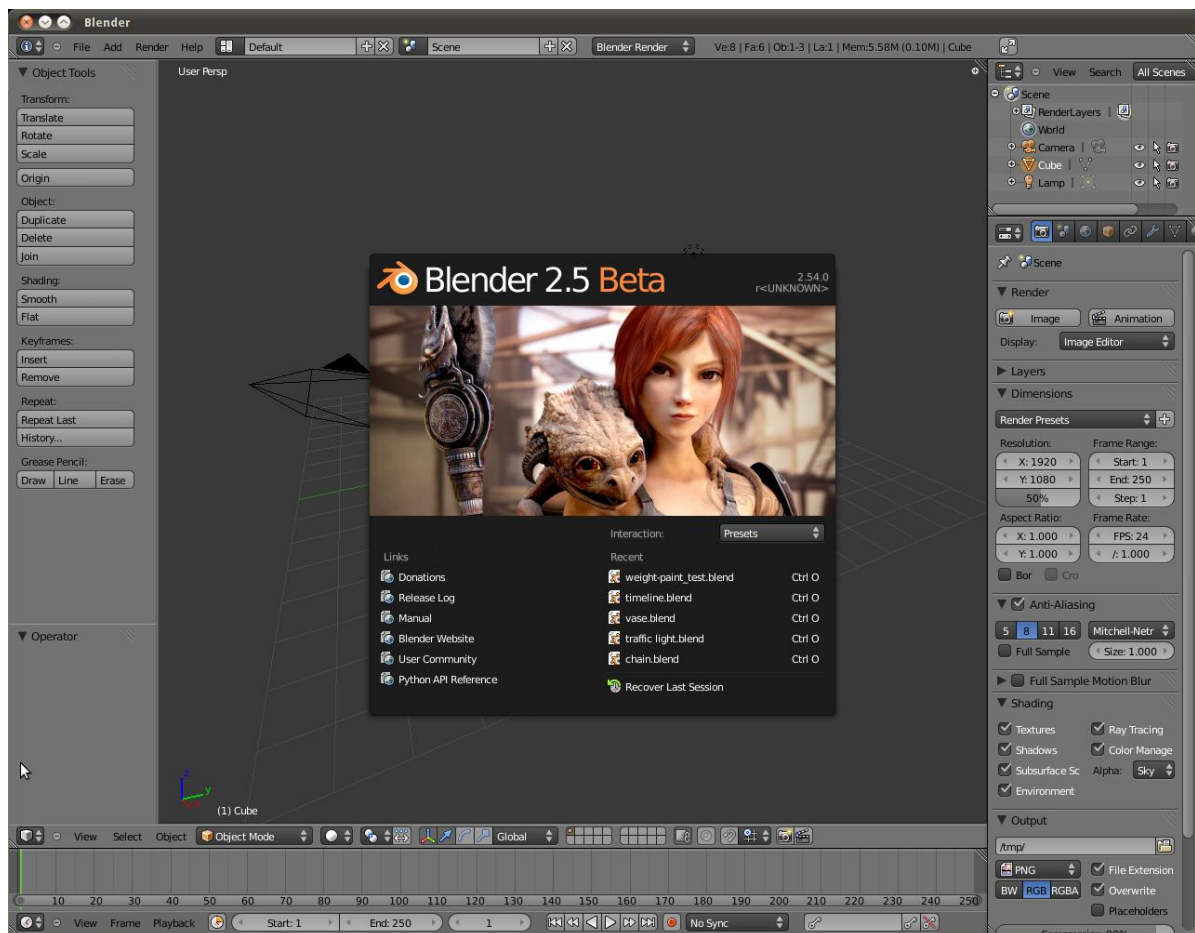 Blender
File Add Render Help Default Scene Blender Render Ve:8 | Fa:6 | Ob:1-3 | La:1 | Mem:5.58M (0.10M) | Cube
Object Tools
Transform:
Translate
Rotate
Scale
Origin
Object:
Duplicate
Delete
Join
Shading:
Smooth
Flat
Keyframes:
Insert
Remove
Repeat:
Repeat Last
History...
Grease Pencil:
Draw Line Erase
Operator
User Persp
Blender 2.5 Beta
2.54.0
r<UNKNOWN>
Interaction: Presets
Links
Donations
Release Log
Manual
Blender Website
User Community
Python API Reference
Recent
weight-paint_test.blend Ctrl O
timeline.blend Ctrl O
vase.blend Ctrl O
traffic light.blend Ctrl O
chain.blend Ctrl O
Recover Last Session
z
y
(1) Cube
View Select Object Object Mode Global
10 20 30 40 50 60 70 80 90 100 110 120 130 140 150 160 170 180 190 200 210 220 230 240 250
View Frame Playback Start: 1 End: 250 1 No Sync
View Search All Scenes
Scene
RenderLayers |
World
Camera |
Cube |
Lamp |
Scene
Render
Image Animation
Display: Image Editor
Layers
Dimensions
Render Presets
Resolution: Frame Range:
X: 1920 Start: 1
Y: 1080 End: 250
50% Step: 1
Aspect Ratio: Frame Rate:
X: 1.000 FPS: 24
Y: 1.000 /: 1.000
Bor Cro
Anti-Aliasing
5 8 11 16 Mitchell-Netr
Full Sample Size: 1.000
Full Sample Motion Blur
Shading
Textures Ray Tracing
Shadows Color Manage
Subsurface Sc Alpha: Sky
Environment
Output
/tmp/
PNG File Extension
BW RGB RGBA Overwrite
Placeholders